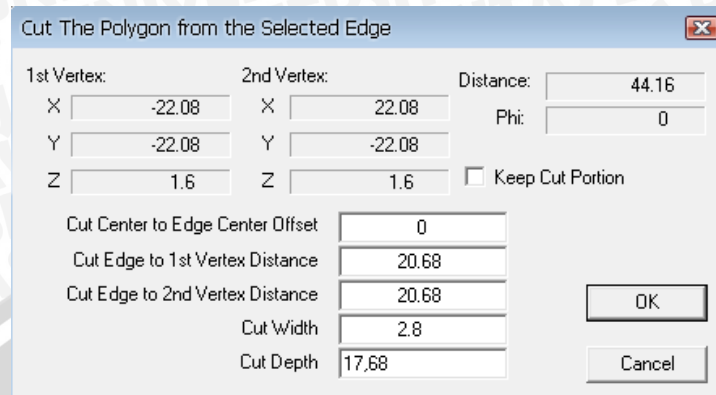 Cut The Polygon from the Selected Edge
1st Vertex: 2nd Vertex: Distance: 44.16
X -22.08 X 22.08 Phi: 0
Y -22.08 Y -22.08
Z 1.6 Z 1.6 Keep Cut Portion
Cut Center to Edge Center Offset 0
Cut Edge to 1st Vertex Distance 20.68
Cut Edge to 2nd Vertex Distance 20.68
Cut Width 2.8
Cut Depth 17,68
OK
Cancel